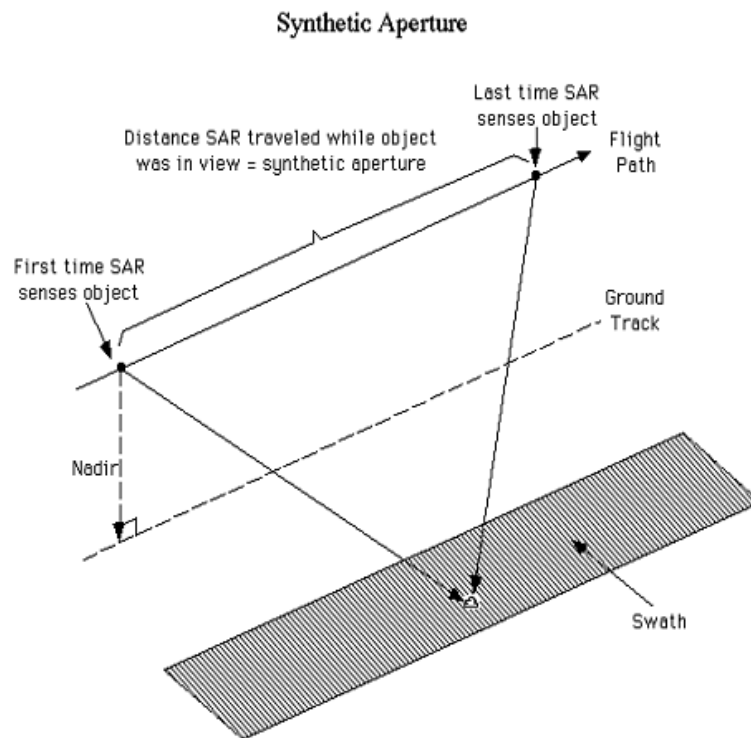 Synthetic Aperture
Last time SAR
senses object
Distance SAR traveled while object
was in view = synthetic aperture
Flight
Path
First time SAR
senses object
Ground
Track
Nadir
Swath